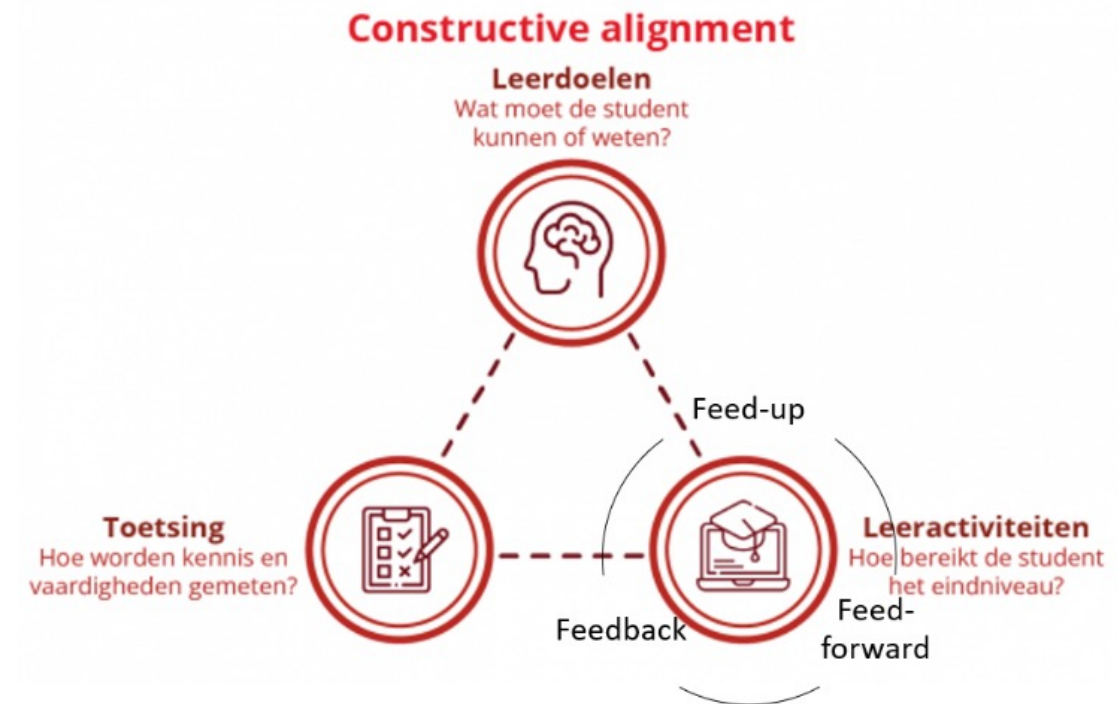 Constructive alignment
Leerdoelen
Wat moet de student
kunnen of weten?
Feed-up
Toetsing
Hoe worden kennis en
vaardigheden gemeten?
Leeractiviteiten
Hoe bereikt de student
het eindniveau?
Feedback
Feed-
forward